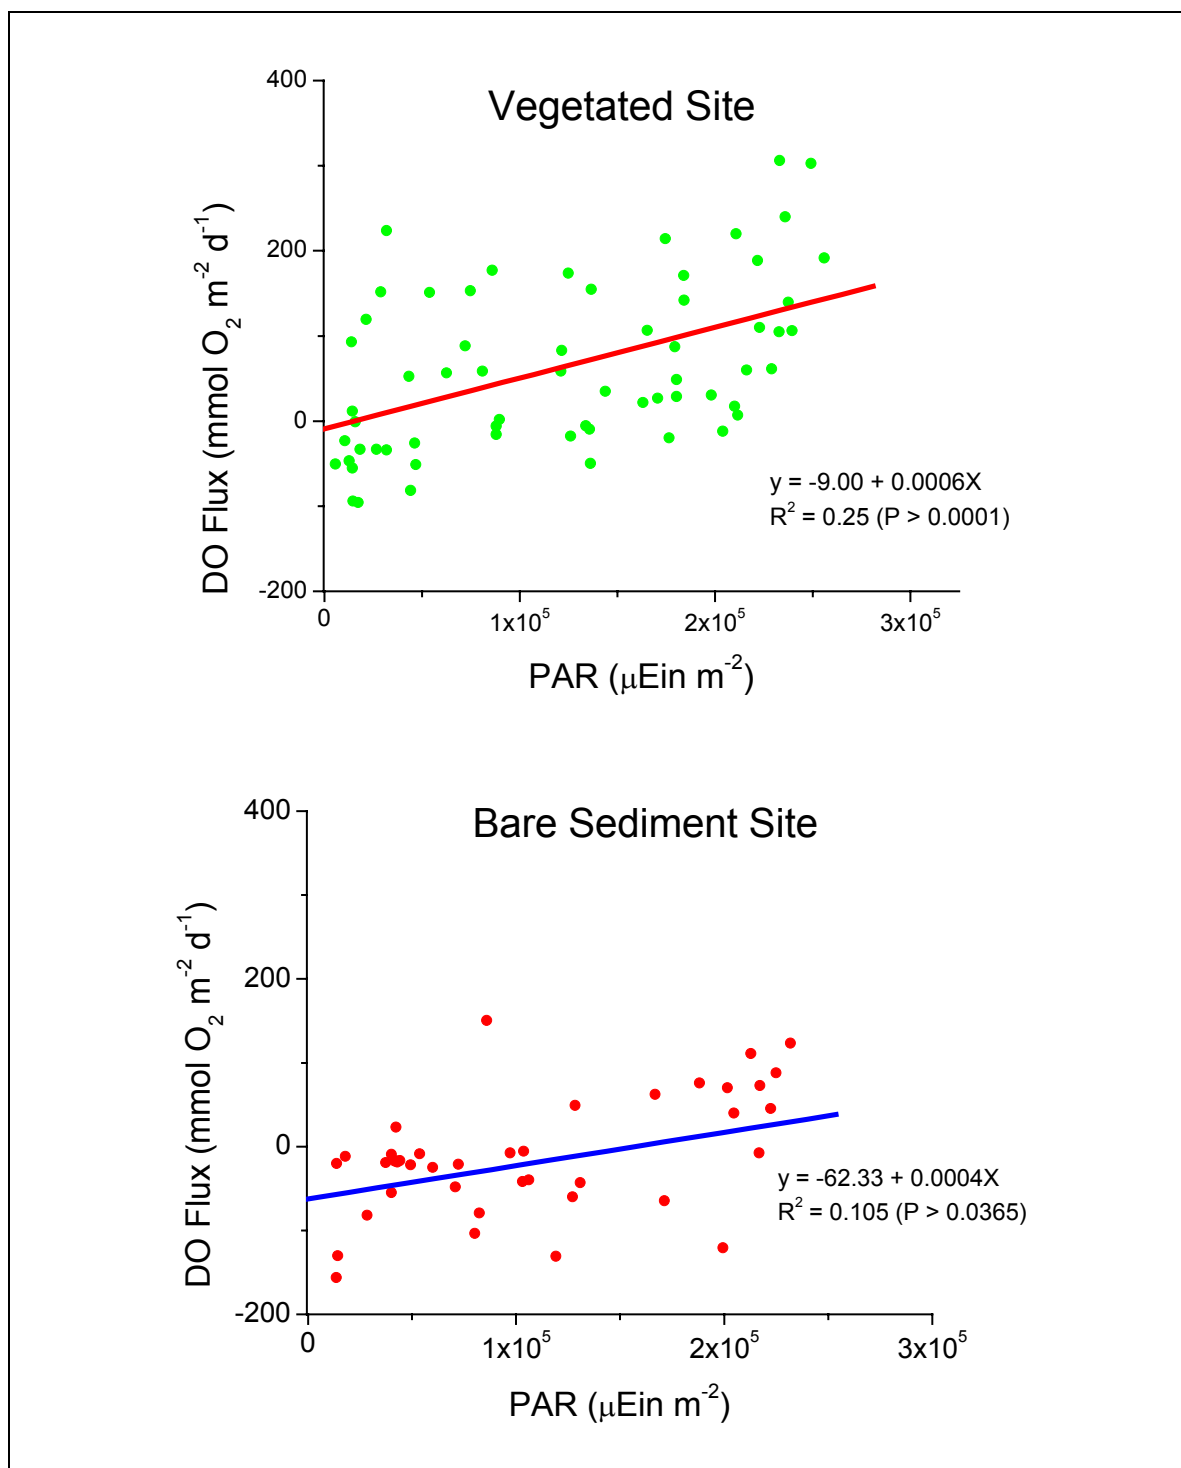 400
Vegetated Site
200
0
-200
DO Flux (mmol O₂ m⁻² d⁻¹)
y = -9.00 + 0.0006X
R² = 0.25 (P > 0.0001)
0 1x10⁵ 2x10⁵ 3x10⁵
PAR (μEin m⁻²)
400
Bare Sediment Site
200
0
-200
DO Flux (mmol O₂ m⁻² d⁻¹)
y = -62.33 + 0.0004X
R² = 0.105 (P > 0.0365)
0 1x10⁵ 2x10⁵ 3x10⁵
PAR (μEin m⁻²)